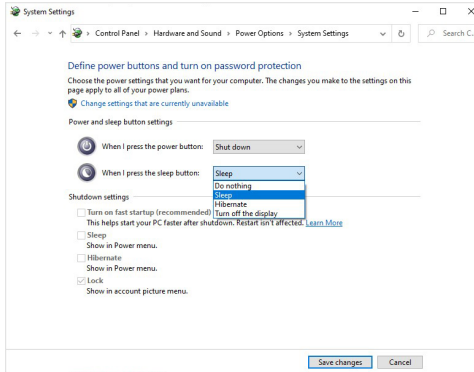 System Settings
Control Panel > Hardware and Sound > Power Options > System Settings
Search C...
Define power buttons and turn on password protection
Choose the power settings that you want for your computer. The changes you make to the settings on this
page apply to all of your power plans.
Change settings that are currently unavailable
Power and sleep button settings
When I press the power button: Shut down
When I press the sleep button: Sleep
Do nothing
Sleep
Hibernate
Turn off the display
Shutdown settings
Turn on fast startup (recommended)
This helps start your PC faster after shutdown. Restart isn't affected. Learn More
Sleep
Show in Power menu.
Hibernate
Show in Power menu.
Lock
Show in account picture menu.
Save changes Cancel